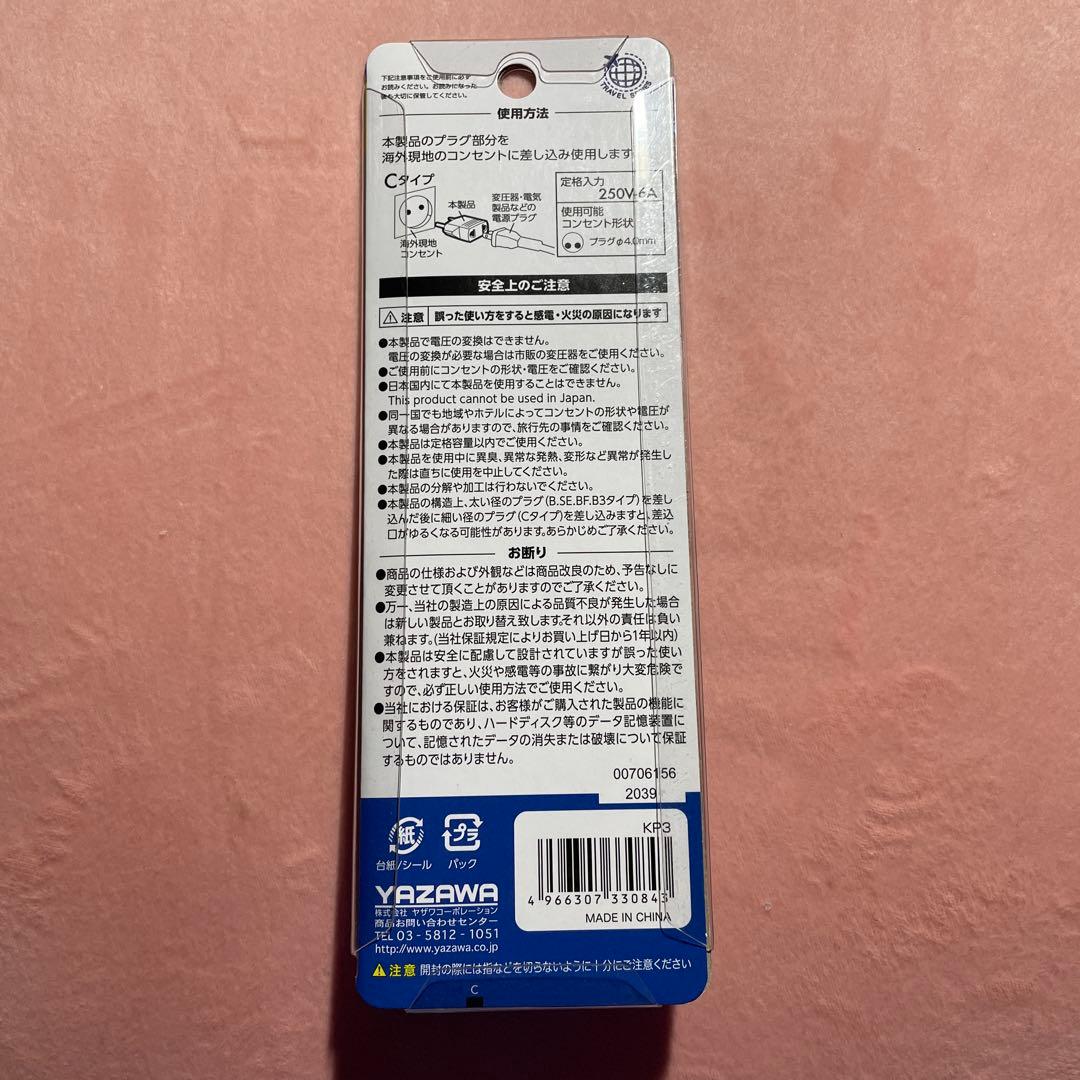 下記注意事項をご使用前に必ず
お読みください。お読みになった
後も大切に保管してください。
TRAVEL SERIES
使用方法
本製品のプラグ部分を
海外現地のコンセントに差し込み使用します
Cタイプ
本製品
変圧器・電気
製品などの
電源プラグ
海外現地
コンセント
定格入力
250V-6A
使用可能
コンセント形状
プラグφ4.0mm
安全上のご注意
注意 誤った使い方をすると感電・火災の原因になります
●本製品で電圧の変換はできません。
電圧の変換が必要な場合は市販の変圧器をご使用ください。
●ご使用前にコンセントの形状・電圧をご確認ください。
●日本国内にて本製品を使用することはできません。
This product cannot be used in Japan.
●同一国でも地域やホテルによってコンセントの形状や電圧が
異なる場合がありますので、旅行先の事情をご確認ください。
●本製品は定格容量以内でご使用ください。
●本製品を使用中に異臭、異常な発熱、変形など異常が発生し
た際は直ちに使用を中止してください。
●本製品の分解や加工は行わないでください。
●本製品の構造上、太い径のプラグ(B.SE.BF.B3タイプ)を差し
込んだ後に細い径のプラグ(Cタイプ)を差し込みますと、差込
口がゆるくなる可能性があります。あらかじめご了承ください。
お断り
●商品の仕様および外観などは商品改良のため、予告なしに
変更させて頂くことがありますのでご了承ください。
●万一、当社の製造上の原因による品質不良が発生した場合
は新しい製品とお取り替え致します。それ以外の責任は負い
兼ねます。(当社保証規定によりお買い上げ日から1年以内)
●本製品は安全に配慮して設計されていますが誤った使い
方をされますと、火災や感電等の事故に繋がり大変危険で
すので、必ず正しい使用方法でご使用ください。
●当社における保証は、お客様がご購入された製品の機能に
関するものであり、ハードディスク等のデータ記憶装置に
ついて、記憶されたデータの消失または破壊について保証
するものではありません。
00706156
2039
紙
プラ
台紙/シール
パック
KP3
4 966307 330843
MADE IN CHINA
YAZAWA
株式会社 ヤザワコーポレーション
商品お問い合わせセンター
TEL 03-5812-1051
http://www.yazawa.co.jp
注意 開封の際には指などを切らないように十分にご注意ください
C